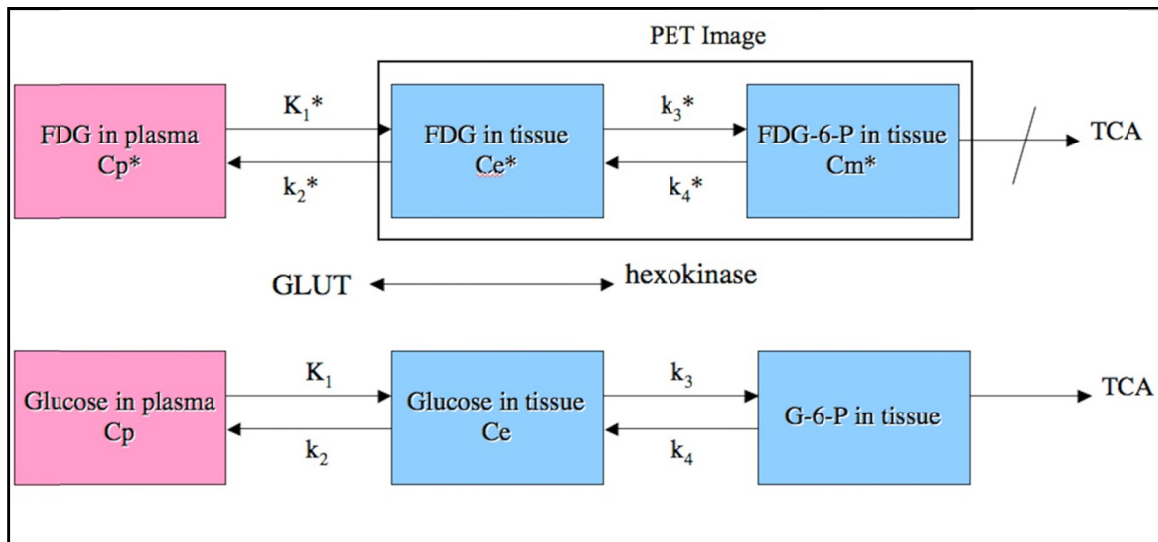 PET Image
FDG in plasma
Cp*
K₁*
k₂*
FDG in tissue
Ce*
k₃*
k₄*
FDG-6-P in tissue
Cm*
TCA
GLUT
hexokinase
Glucose in plasma
Cp
K₁
k₂
Glucose in tissue
Ce
k₃
k₄
G-6-P in tissue
TCA